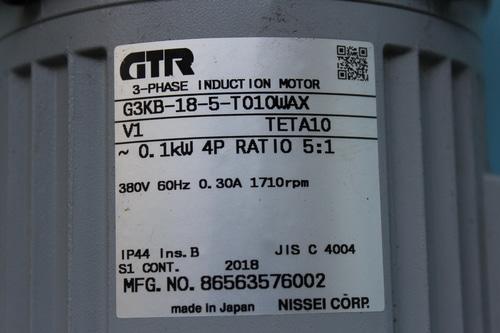 GTR
3-PHASE INDUCTION MOTOR
G3KB-18-5-T010WAX
V1 TETA10
~ 0.1kW 4P RATIO 5:1
380V 60Hz 0.30A 1710rpm
IP44 Ins.B JIS C 4004
S1 CONT. 2018
MFG.NO. 86563576002
made in Japan NISSEI CORP.